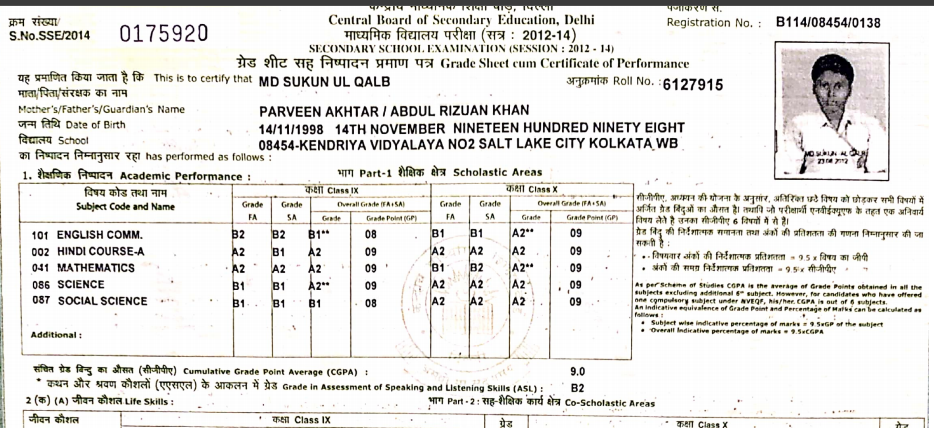 केन्द्रीय माध्यमिक शिक्षा बोर्ड, दिल्ली
पंजीकरण सं.
क्रम संख्या/
Central Board of Secondary Education, Delhi
Registration No. : B114/08454/0138
S.No.SSE/2014 0175920
माध्यमिक विद्यालय परीक्षा (सत्र : 2012-14)
SECONDARY SCHOOL EXAMINATION (SESSION : 2012 - 14)
ग्रेड शीट सह निष्पादन प्रमाण पत्र Grade Sheet cum Certificate of Performance
यह प्रमाणित किया जाता है कि This is to certify that MD SUKUN UL QALB अनुक्रमांक Roll No. : 6127915
माता/पिता/संरक्षक का नाम
Mother's/Father's/Guardian's Name PARVEEN AKHTAR / ABDUL RIZUAN KHAN
जन्म तिथि Date of Birth 14/11/1998 14TH NOVEMBER NINETEEN HUNDRED NINETY EIGHT
विद्यालय School 08454-KENDRIYA VIDYALAYA NO2 SALT LAKE CITY KOLKATA WB
का निष्पादन निम्नानुसार रहा has performed as follows :
MD SUKUN UL QALB
23 08 2012
1. शैक्षणिक निष्पादन Academic Performance : भाग Part-1 शैक्षिक क्षेत्र Scholastic Areas
विषय कोड तथा नाम
Subject Code and Name
कक्षा Class IX कक्षा Class X
Grade FA Grade SA Overall Grade (FA+SA) Grade FA Grade SA Overall Grade (FA+SA)
Grade Grade Point (GP) Grade Grade Point (GP)
101 ENGLISH COMM. B2 B2 B1** 08 B1 B1 A2** 09
002 HINDI COURSE-A A2 B1 A2 09 A2 A2 A2 09
041 MATHEMATICS A2 A2 A2 09 B1 B2 A2** 09
086 SCIENCE B1 B1 A2** 09 A2 A2 A2 09
087 SOCIAL SCIENCE B1 B1 B1 08 A2 A2 A2 09
Additional :
सीजीपीए, अध्ययन की योजना के अनुसार, अतिरिक्त छठे विषय को छोड़कर सभी विषयों में
अर्जित ग्रेड बिंदुओं का औसत है। तथापि जो परीक्षार्थी एनवीईक्यूएफ के तहत एक अनिवार्य
विषय लेते है उनका सीजीपीए 6 विषयों में से है।
ग्रेड बिंदु की निर्देशात्मक समानता तथा अंकों की प्रतिशतता की गणना निम्नानुसार की जा
सकती है :
• विषयवार अंकों की निर्देशात्मक प्रतिशतता = 9.5 x विषय का जीपी
• अंकों की समग्र निर्देशात्मक प्रतिशतता = 9.5 x सीजीपीए
As per Scheme of Studies CGPA is the average of Grade Points obtained in all the
subjects excluding additional 6th subject. However, for candidates who have offered
one compulsory subject under NVEQF, his/her CGPA is out of 6 subjects.
An indicative equivalence of Grade Point and Percentage of Marks can be calculated as
follows :
• Subject wise indicative percentage of marks = 9.5xGP of the subject
• Overall Indicative percentage of marks = 9.5xCGPA
संचित ग्रेड बिन्दु का औसत (सीजीपीए) Cumulative Grade Point Average (CGPA) : 9.0
* कथन और श्रवण कौशलों (एएसएल) के आकलन में ग्रेड Grade in Assessment of Speaking and Listening Skills (ASL) : B2
2 (क) (A) जीवन कौशल Life Skills : भाग Part - 2 : सह-शैक्षिक कार्य क्षेत्र Co-Scholastic Areas
जीवन कौशल कक्षा Class IX ग्रेड कक्षा Class X ग्रेड